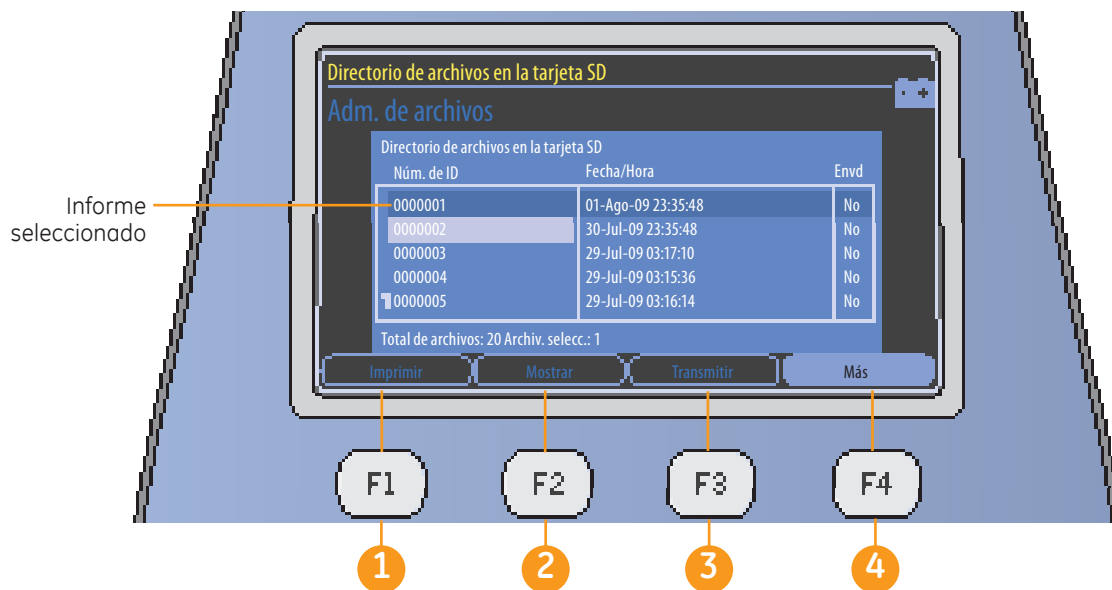 Directorio de archivos en la tarjeta SD
- +
Adm. de archivos
Directorio de archivos en la tarjeta SD
Núm. de ID Fecha/Hora Envd
Informe seleccionado
0000001 01-Ago-09 23:35:48 No
0000002 30-Jul-09 23:35:48 No
0000003 29-Jul-09 03:17:10 No
0000004 29-Jul-09 03:15:36 No
0000005 29-Jul-09 03:16:14 No
Total de archivos: 20 Archiv. selecc.: 1
Imprimir Mostrar Transmitir Más
F1 F2 F3 F4
1 2 3 4